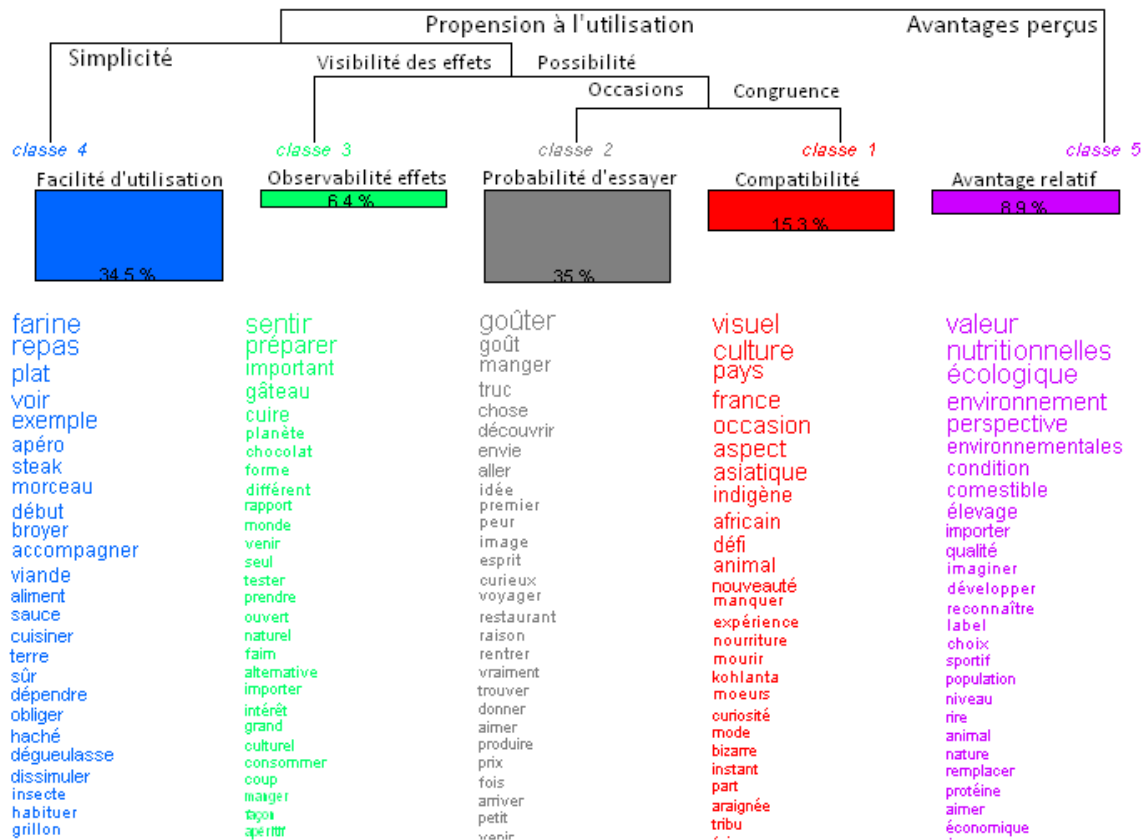 Propension à l'utilisation
Avantages perçus
Simplicité
Visibilité des effets
Possibilité
Occasions
Congruence
classe 4
classe 3
classe 2
classe 1
classe 5
Facilité d'utilisation
Observabilité effets
Probabilité d'essayer
Compatibilité
Avantage relatif
34.5 %
6.4 %
35 %
15.3 %
8.9 %
farine
repas
plat
voir
exemple
apéro
steak
morceau
début
broyer
accompagner
viande
aliment
sauce
cuisiner
terre
sûr
dépendre
obliger
haché
dégueulasse
dissimuler
insecte
habituer
grillon
sentir
préparer
important
gâteau
cuire
planète
chocolat
forme
différent
rapport
monde
venir
seul
tester
prendre
ouvert
naturel
faim
alternative
importer
intérêt
grand
culturel
consommer
coup
manger
façon
apéritif
goûter
goût
manger
truc
chose
découvrir
envie
aller
idée
premier
peur
image
esprit
curieux
voyager
restaurant
raison
rentrer
vraiment
trouver
donner
aimer
produire
prix
fois
arriver
petit
venir
visuel
culture
pays
france
occasion
aspect
asiatique
indigène
africain
défi
animal
nouveauté
manquer
expérience
nourriture
mourir
kohlanta
moeurs
curiosité
mode
bizarre
instant
part
araignée
tribu
valeur
nutritionnelles
écologique
environnement
perspective
environnementales
condition
comestible
élevage
importer
qualité
imaginer
développer
reconnaître
label
choix
sportif
population
niveau
rire
animal
nature
remplacer
protéine
aimer
économique